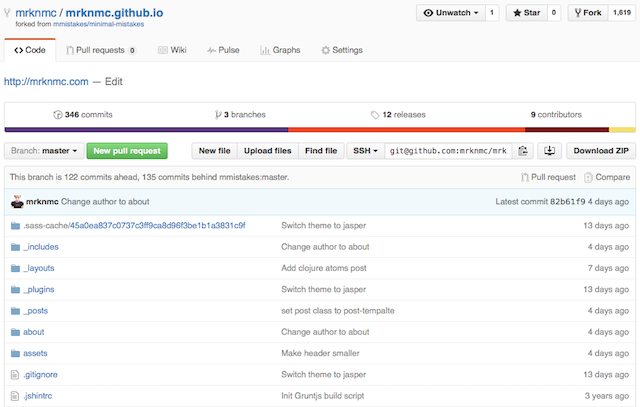 mrknmc / mrknmc.github.io
Unwatch 1 Star 0 Fork 1,619
forked from mmistakes/minimal-mistakes
Code Pull requests 0 Wiki Pulse Graphs Settings
http://mrknmc.com — Edit
346 commits 3 branches 12 releases 9 contributors
Branch: master New pull request New file Upload files Find file SSH git@github.com:mrknmc/mrk Download ZIP
This branch is 122 commits ahead, 135 commits behind mmistakes:master. Pull request Compare
mrknmc Change author to about Latest commit 82b61f9 4 days ago
.sass-cache/45a0ea837c0737c3ff9ca8d96f3be1b1a3831c9f Switch theme to jasper 13 days ago
_includes Change author to about 4 days ago
_layouts Add clojure atoms post 7 days ago
_plugins Switch theme to jasper 13 days ago
_posts set post class to post-tempalte 4 days ago
about Change author to about 4 days ago
assets Make header smaller 4 days ago
.gitignore Switch theme to jasper 13 days ago
.jshintrc Init Gruntjs build script 3 years ago